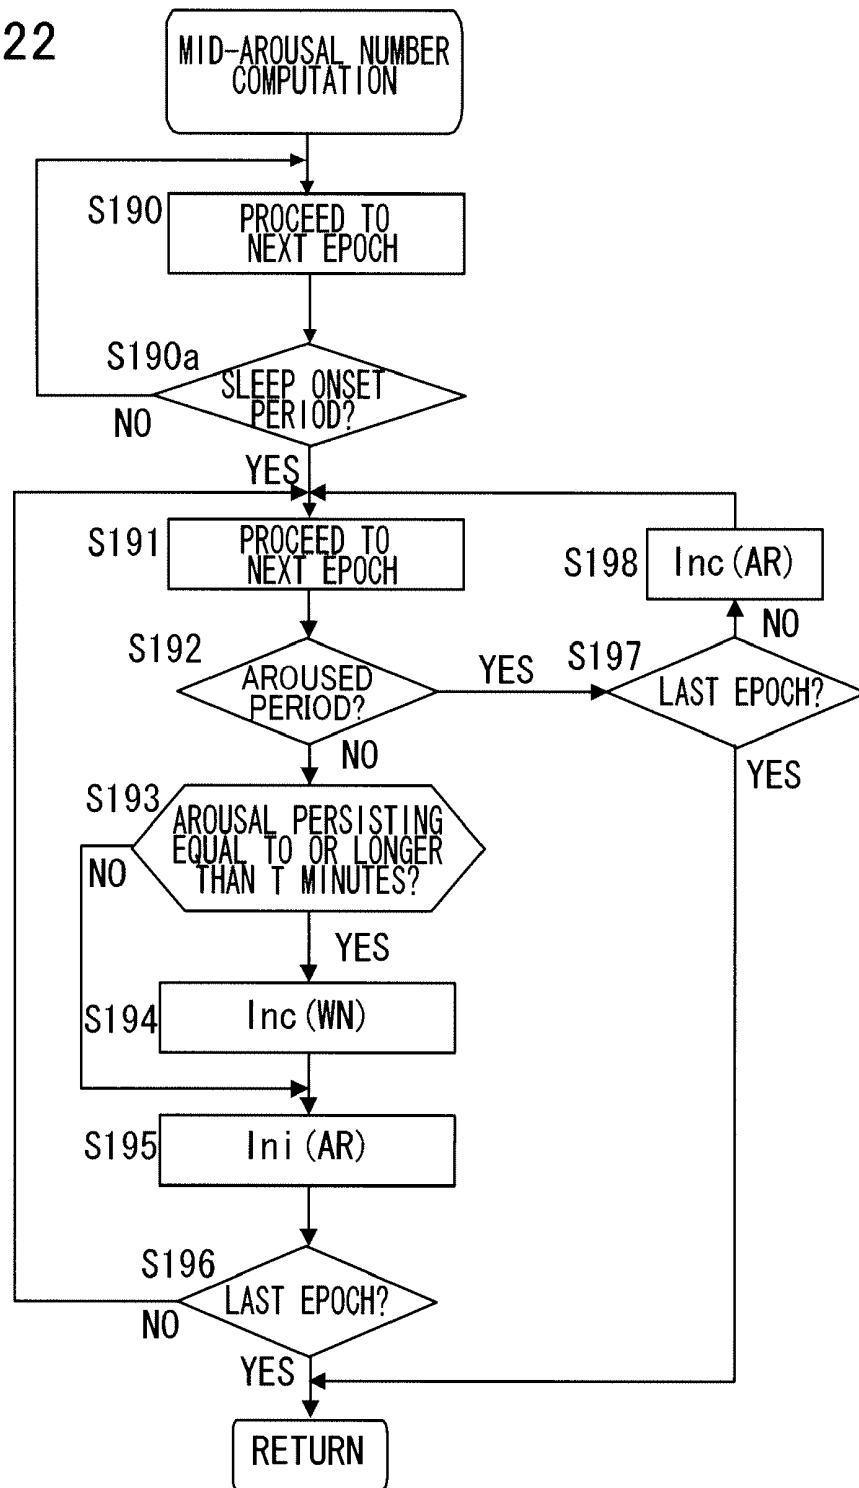 22
MID-AROUSAL NUMBER
COMPUTATION
S190
PROCEED TO
NEXT EPOCH
S190a
SLEEP ONSET
PERIOD?
NO
YES
S191
PROCEED TO
NEXT EPOCH
S198
Inc(AR)
NO
S192
AROUSED
PERIOD?
YES
S197
LAST EPOCH?
NO
YES
S193
AROUSAL PERSISTING
EQUAL TO OR LONGER
THAN T MINUTES?
NO
YES
S194
Inc(WN)
S195
Ini(AR)
S196
LAST EPOCH?
NO
YES
RETURN